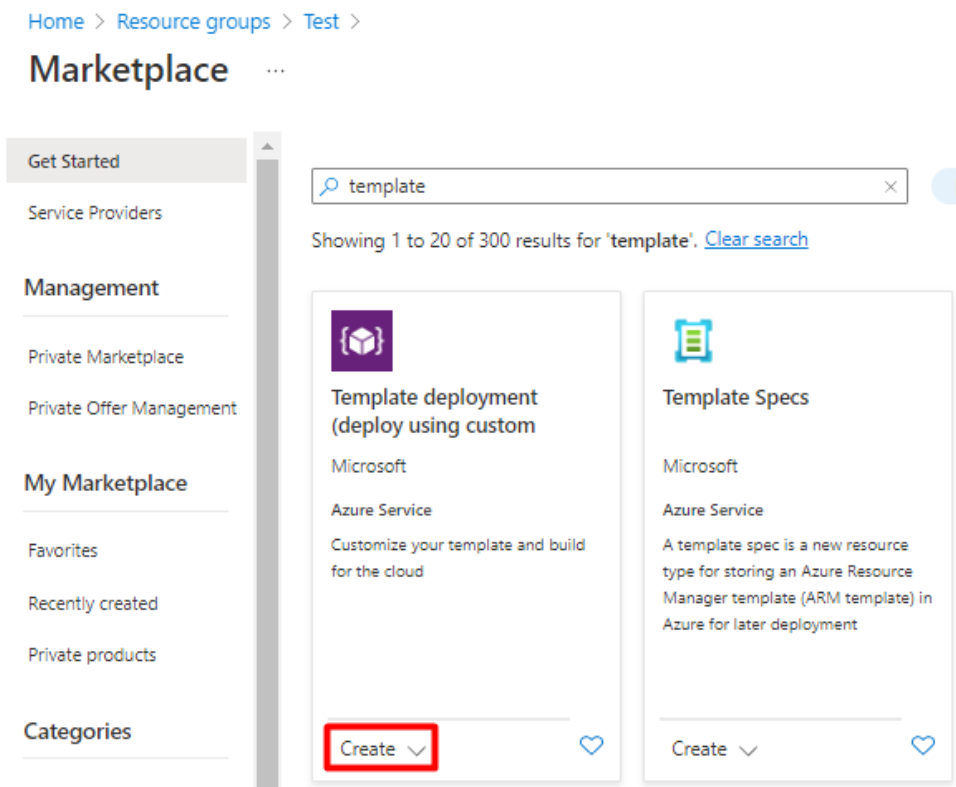 Home > Resource groups > Test >
Marketplace ...
Get Started
Service Providers
Management
Private Marketplace
Private Offer Management
My Marketplace
Favorites
Recently created
Private products
Categories
template
Showing 1 to 20 of 300 results for 'template'. Clear search
Template deployment
(deploy using custom
Microsoft
Azure Service
Customize your template and build
for the cloud
Create
Template Specs
Microsoft
Azure Service
A template spec is a new resource
type for storing an Azure Resource
Manager template (ARM template) in
Azure for later deployment
Create